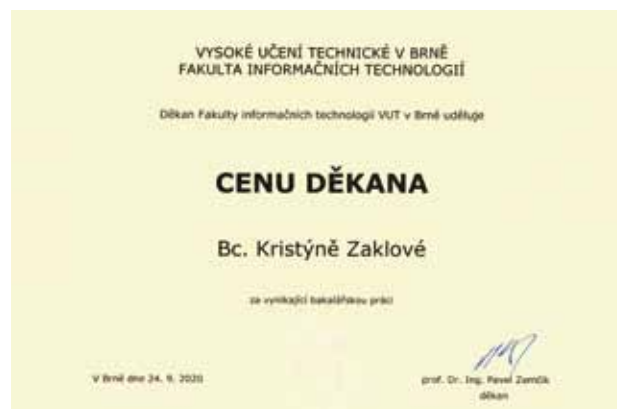 VYSOKÉ UČENÍ TECHNICKÉ V BRNĚ
FAKULTA INFORMAČNÍCH TECHNOLOGIÍ
Děkan Fakulty informačních technologií VUT v Brně uděluje
CENU DĚKANA
Bc. Kristýně Zaklové
za vynikající bakalářskou práci
V Brně dne 24. 9. 2020
prof. Dr. Ing. Pavel Zemčík
děkan